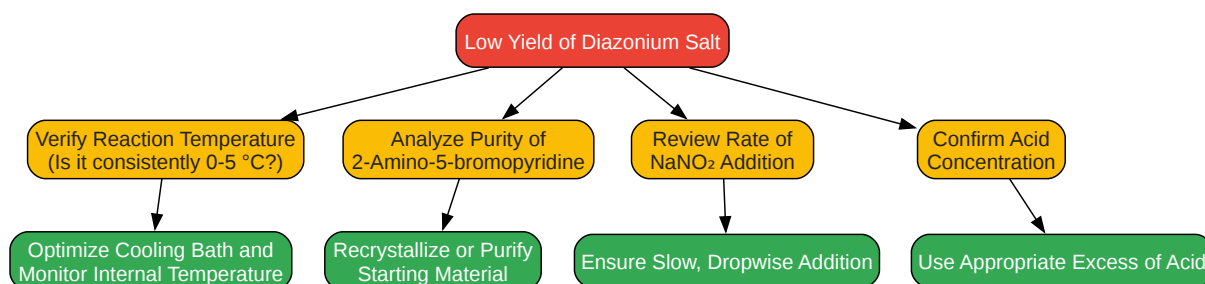 Low Yield of Diazonium Salt
Verify Reaction Temperature
(Is it consistently 0-5 °C?)
Analyze Purity of
2-Amino-5-bromopyridine
Review Rate of
NaNO₂ Addition
Confirm Acid
Concentration
Optimize Cooling Bath and
Monitor Internal Temperature
Recrystallize or Purify
Starting Material
Ensure Slow, Dropwise Addition
Use Appropriate Excess of Acid